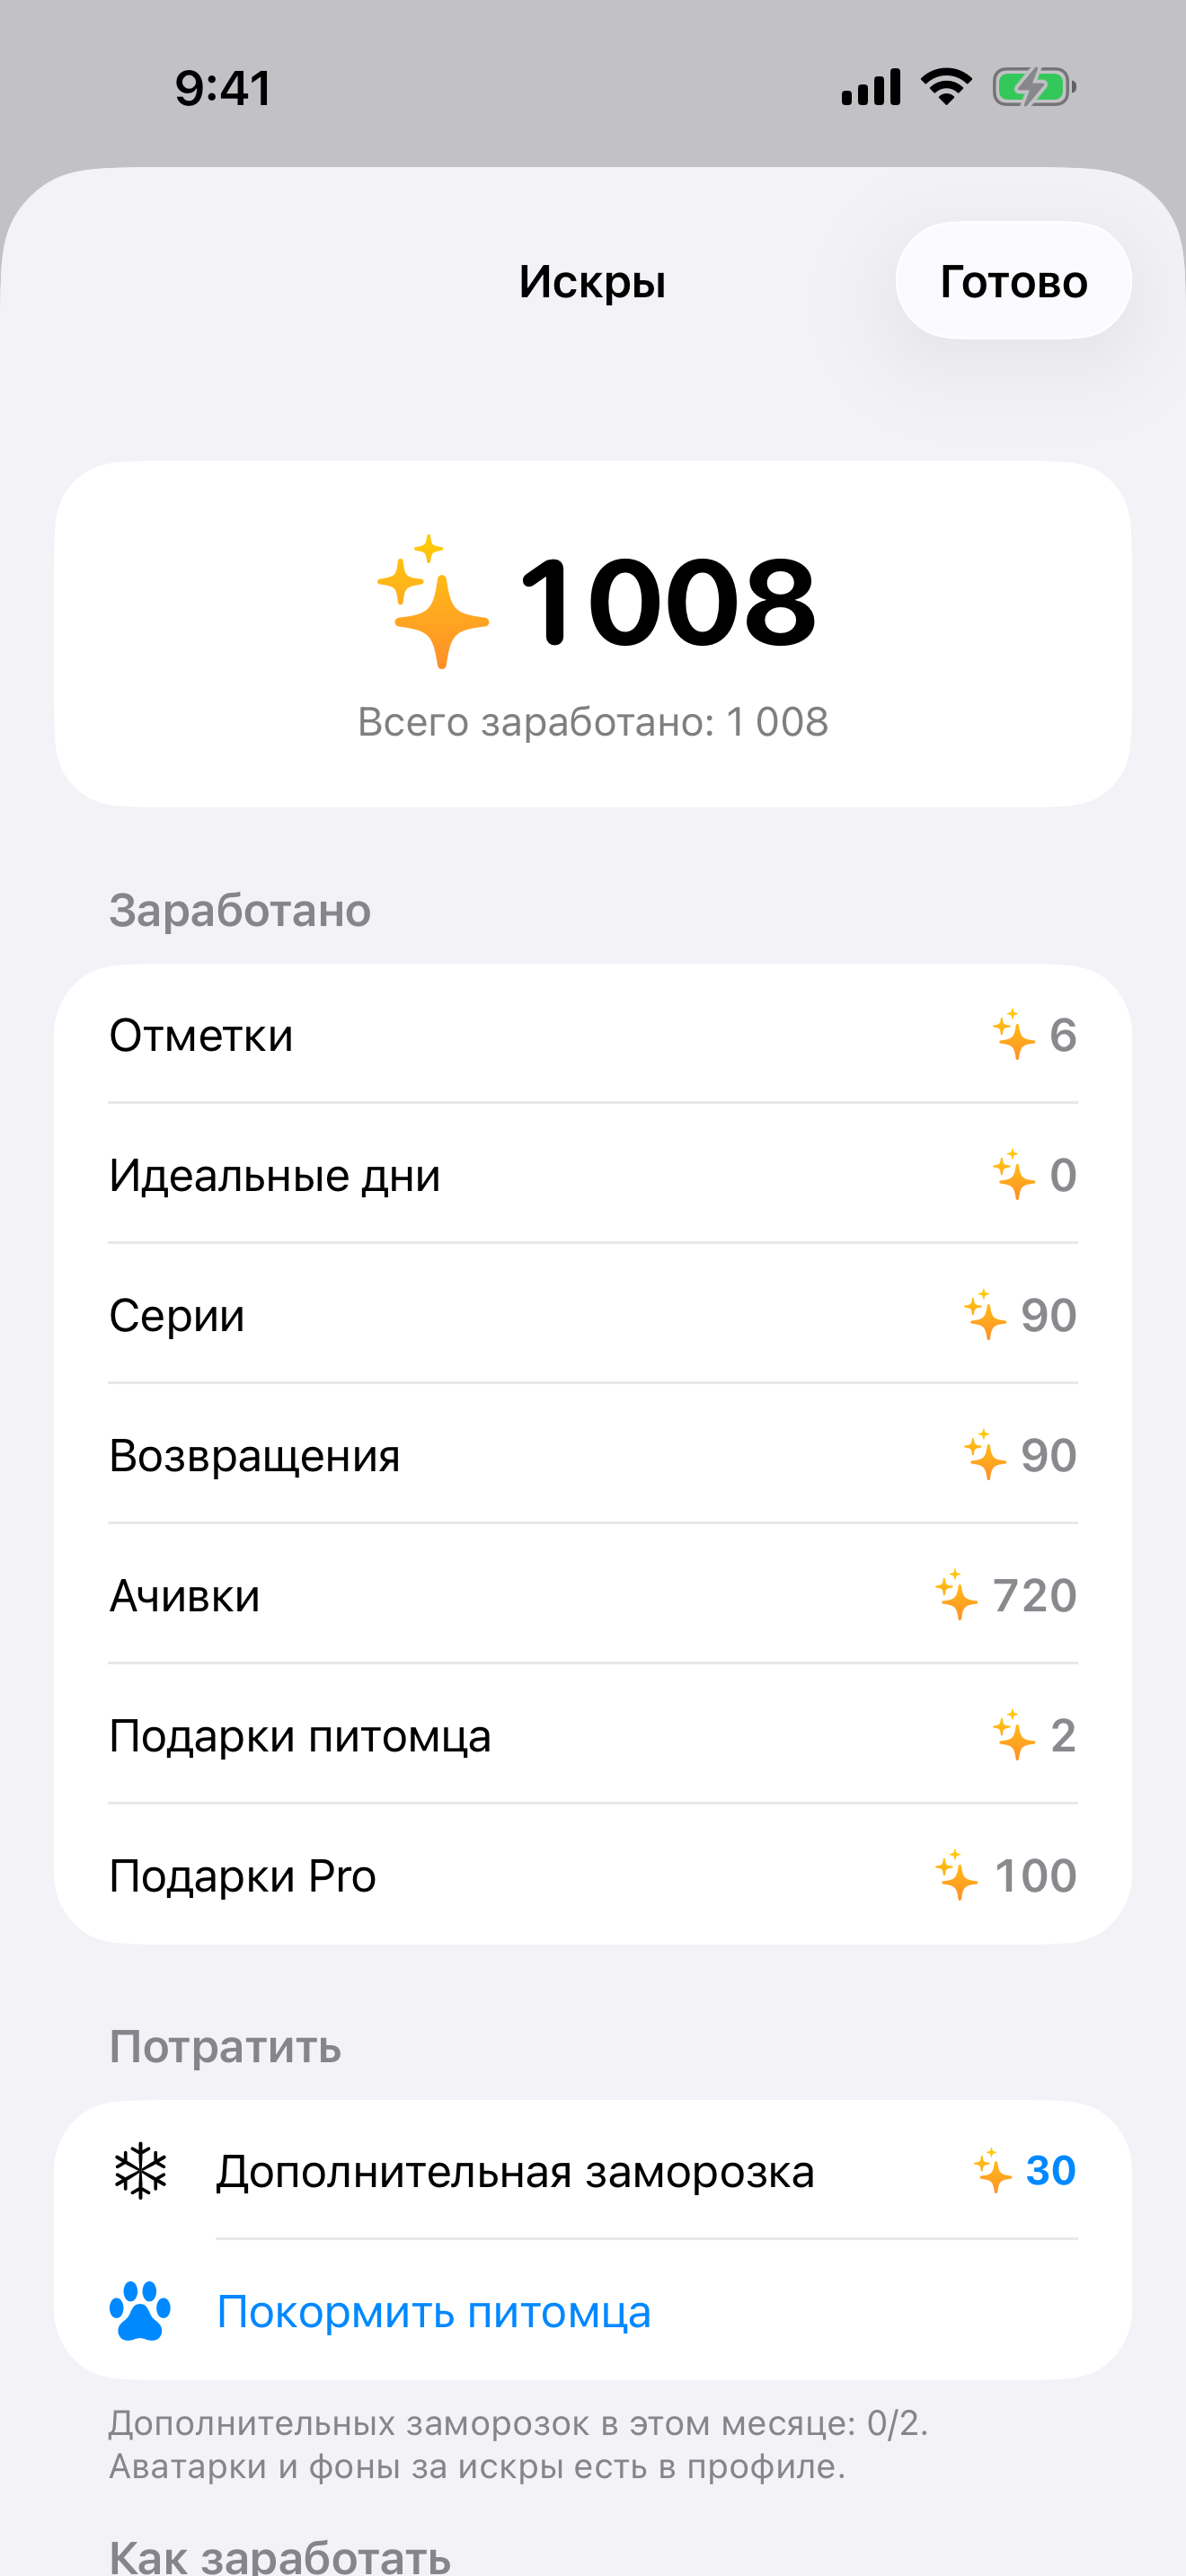 9:41
Искры
Готово
1 008
Всего заработано: 1 008
Заработано
Отметки 6
Идеальные дни 0
Серии 90
Возвращения 90
Ачивки 720
Подарки питомца 2
Подарки Pro 100
Потратить
Дополнительная заморозка 30
Покормить питомца
Дополнительных заморозок в этом месяце: 0/2.
Аватарки и фоны за искры есть в профиле.
Как заработать